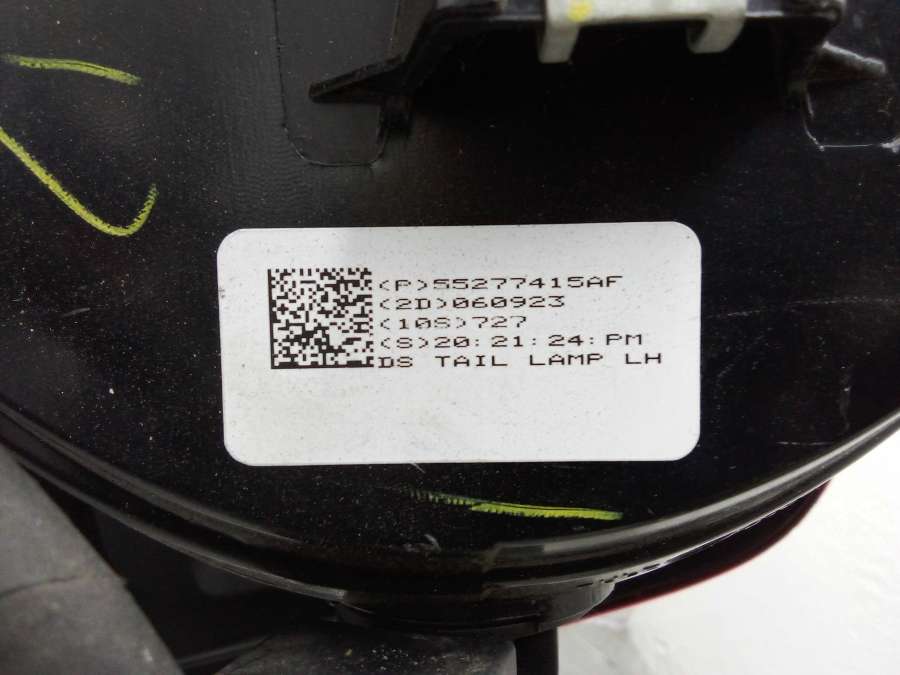 (P)55277415AF
(2D)060923
(10S)727
(S)20:21:24:PM
DS TAIL LAMP LH